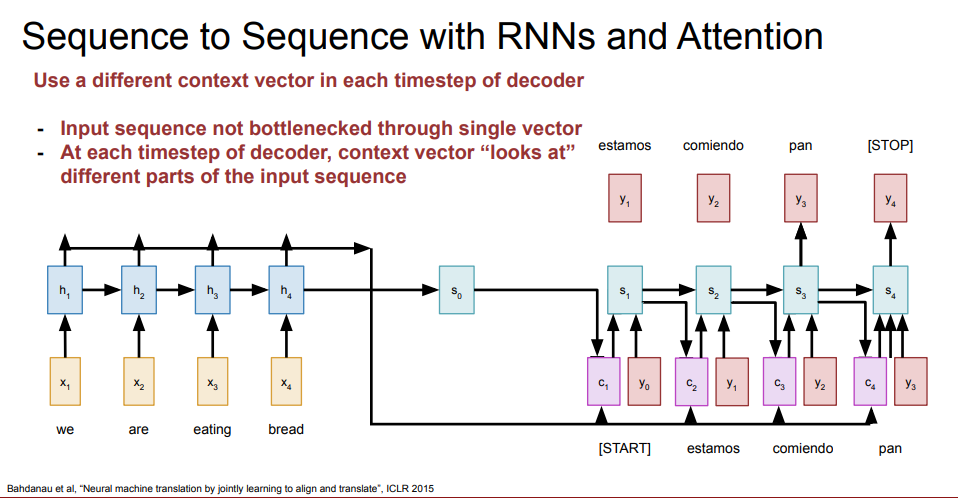 Sequence to Sequence with RNNs and Attention
Use a different context vector in each timestep of decoder
- Input sequence not bottlenecked through single vector
- At each timestep of decoder, context vector “looks at”
different parts of the input sequence
estamos comiendo pan [STOP]
y1 y2 y3 y4
h1 h2 h3 h4 s0 s1 s2 s3 s4
x1 x2 x3 x4 c1 y0 c2 y1 c3 y2 c4 y3
we are eating bread
[START] estamos comiendo pan
Bahdanau et al, “Neural machine translation by jointly learning to align and translate”, ICLR 2015